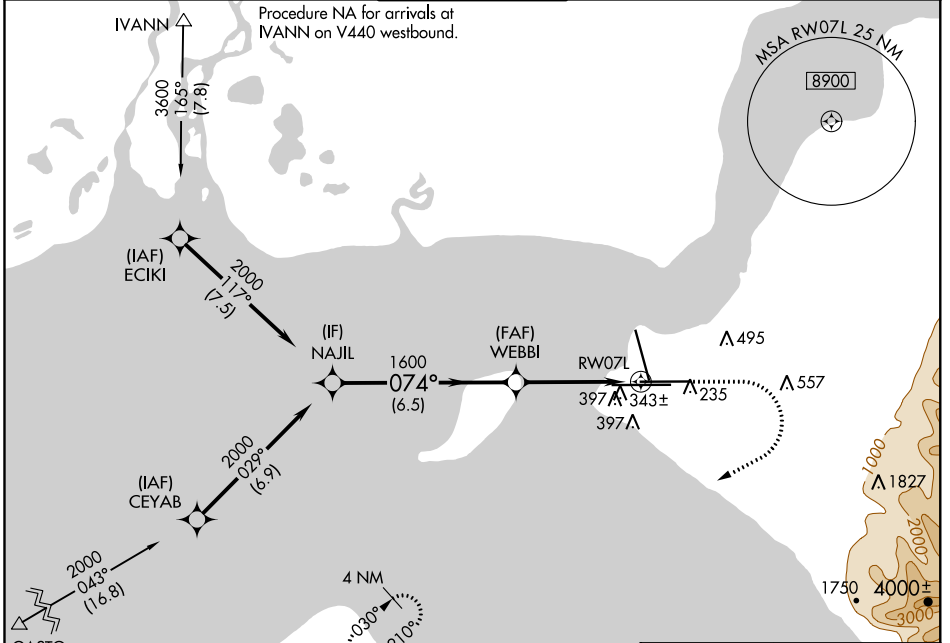 IVANN
Procedure NA for arrivals at
IVANN on V440 westbound.
MSA RW07L 25 NM
8900
3600
165°
(7.8)
(IAF)
ECIKI
2000
117°
(7.5)
(IF)
NAJIL
1600
074°
(6.5)
(FAF)
WEBBI
RW07L
495
557
397
343±
235
397
1000
1827
2000
(IAF)
CEYAB
2000
029°
(6.9)
2000
043°
(16.8)
4 NM
030°
210°
1750
4000±
3000